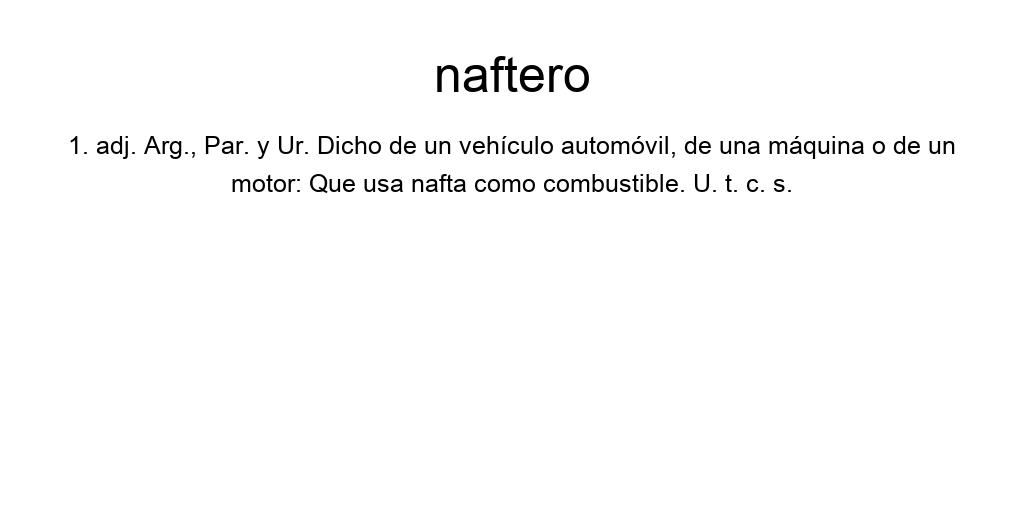 naftero
1. adj. Arg., Par. y Ur. Dicho de un vehículo automóvil, de una máquina o de un
motor: Que usa nafta como combustible. U. t. c. s.